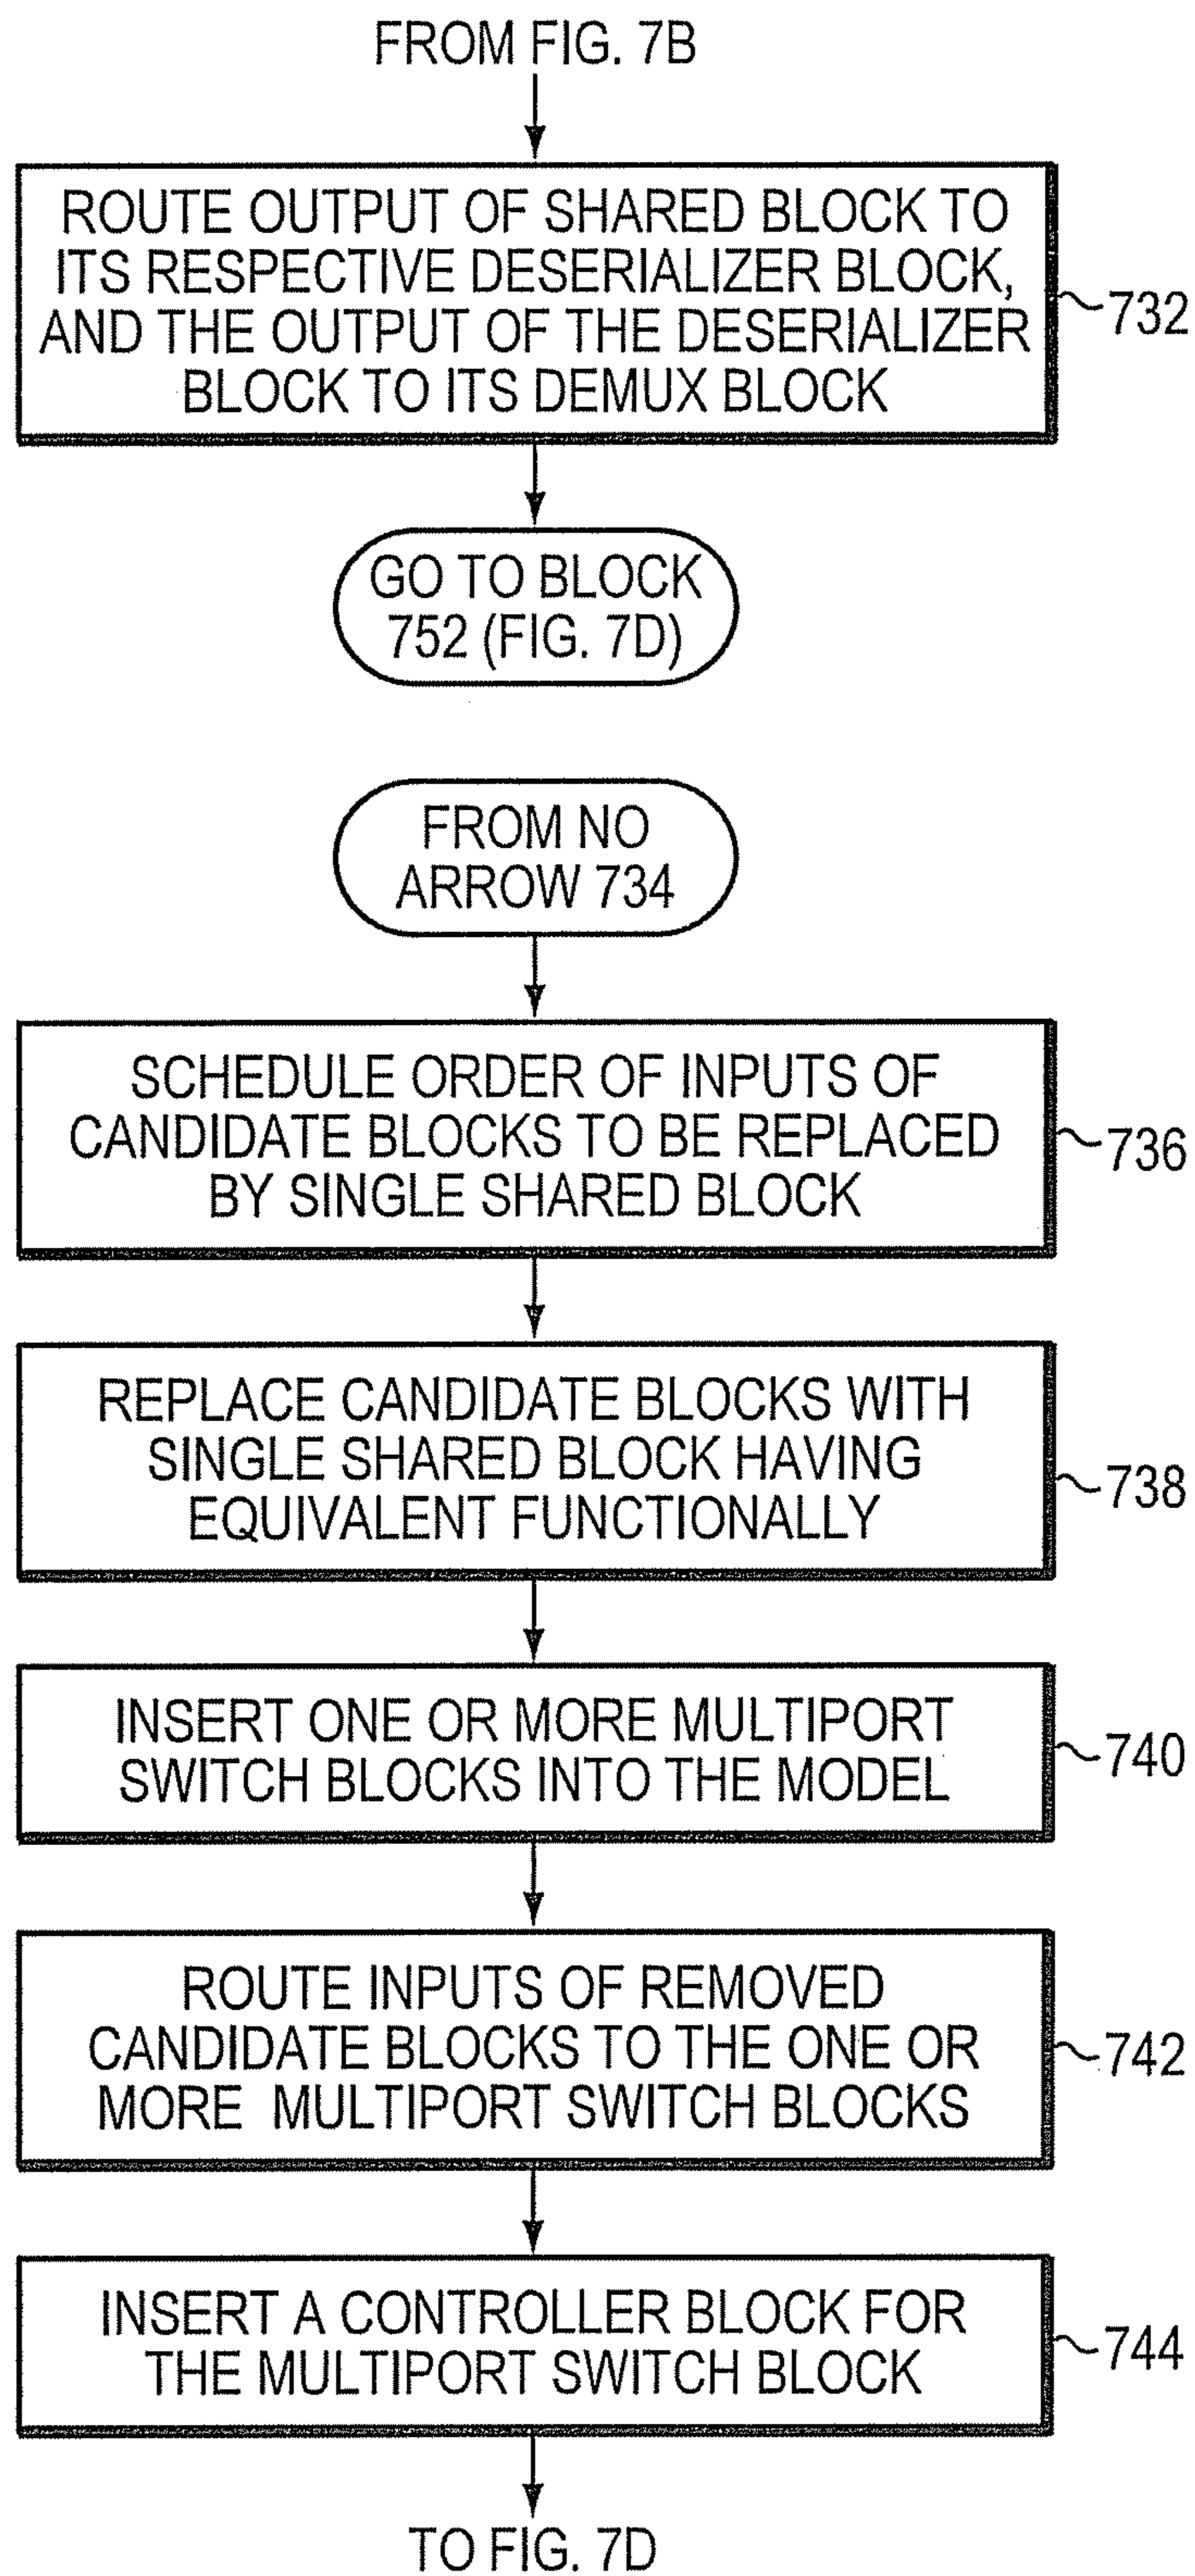 FROM FIG. 7B
ROUTE OUTPUT OF SHARED BLOCK TO
ITS RESPECTIVE DESERIALIZER BLOCK,
AND THE OUTPUT OF THE DESERIALIZER
BLOCK TO ITS DEMUX BLOCK
732
GO TO BLOCK
752 (FIG. 7D)
FROM NO
ARROW 734
SCHEDULE ORDER OF INPUTS OF
CANDIDATE BLOCKS TO BE REPLACED
BY SINGLE SHARED BLOCK
736
REPLACE CANDIDATE BLOCKS WITH
SINGLE SHARED BLOCK HAVING
EQUIVALENT FUNCTIONALLY
738
INSERT ONE OR MORE MULTIPORT
SWITCH BLOCKS INTO THE MODEL
740
ROUTE INPUTS OF REMOVED
CANDIDATE BLOCKS TO THE ONE OR
MORE MULTIPORT SWITCH BLOCKS
742
INSERT A CONTROLLER BLOCK FOR
THE MULTIPORT SWITCH BLOCK
744
TO FIG. 7D